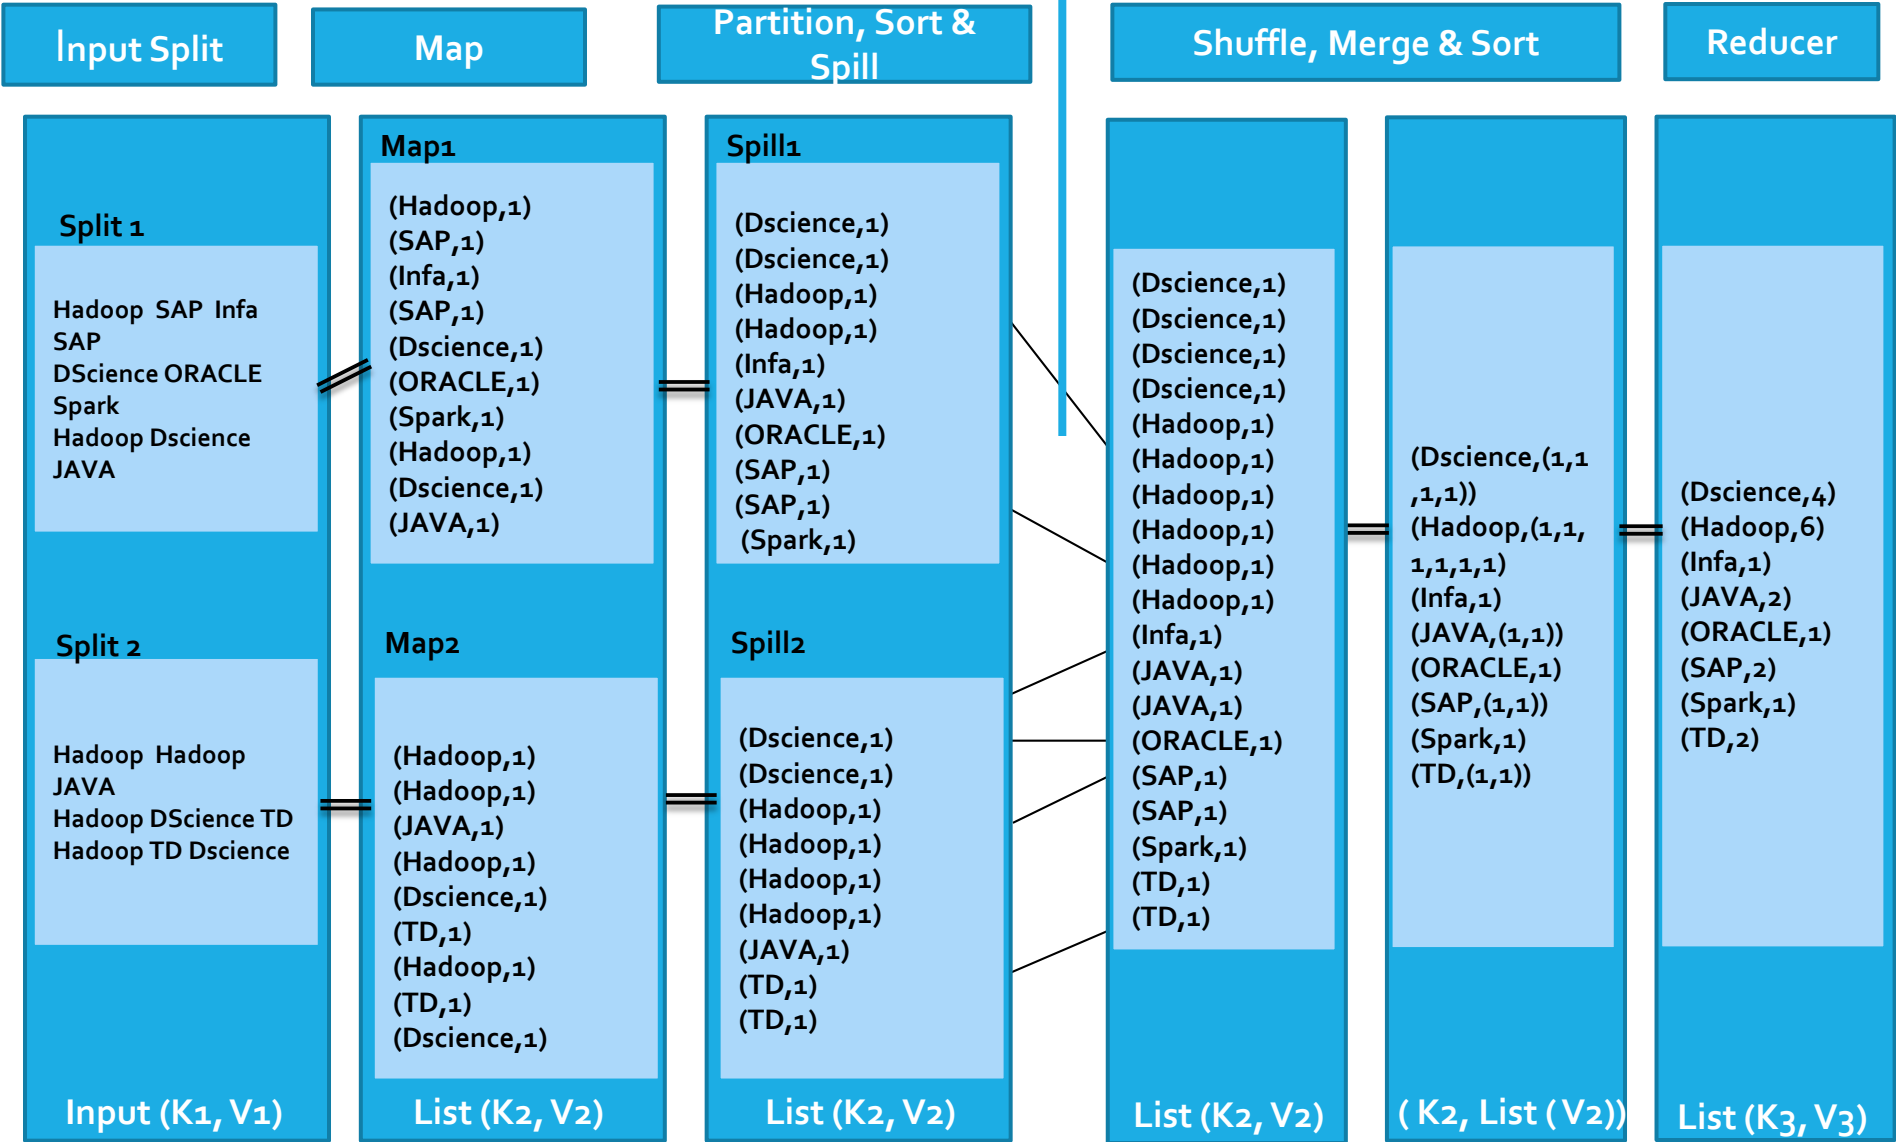 Input Split
Map
Partition, Sort &
Spill
Shuffle, Merge & Sort
Reducer
Split 1
Hadoop SAP Infa
SAP
DScience ORACLE
Spark
Hadoop Dscience
JAVA
Split 2
Hadoop Hadoop
JAVA
Hadoop DScience TD
Hadoop TD Dscience
Input (K1, V1)
Map1
(Hadoop,1)
(SAP,1)
(Infa,1)
(SAP,1)
(Dscience,1)
(ORACLE,1)
(Spark,1)
(Hadoop,1)
(Dscience,1)
(JAVA,1)
Map2
(Hadoop,1)
(Hadoop,1)
(JAVA,1)
(Hadoop,1)
(Dscience,1)
(TD,1)
(Hadoop,1)
(TD,1)
(Dscience,1)
List (K2, V2)
Spill1
(Dscience,1)
(Dscience,1)
(Hadoop,1)
(Hadoop,1)
(Infa,1)
(JAVA,1)
(ORACLE,1)
(SAP,1)
(SAP,1)
(Spark,1)
Spill2
(Dscience,1)
(Dscience,1)
(Hadoop,1)
(Hadoop,1)
(Hadoop,1)
(Hadoop,1)
(JAVA,1)
(TD,1)
(TD,1)
List (K2, V2)
(Dscience,1)
(Dscience,1)
(Dscience,1)
(Dscience,1)
(Hadoop,1)
(Hadoop,1)
(Hadoop,1)
(Hadoop,1)
(Hadoop,1)
(Hadoop,1)
(Infa,1)
(JAVA,1)
(JAVA,1)
(ORACLE,1)
(SAP,1)
(SAP,1)
(Spark,1)
(TD,1)
(TD,1)
List (K2, V2)
(Dscience,(1,1
,1,1))
(Hadoop,(1,1,
1,1,1,1)
(Infa,1)
(JAVA,(1,1))
(ORACLE,1)
(SAP,(1,1))
(Spark,1)
(TD,(1,1))
( K2, List ( V2))
(Dscience,4)
(Hadoop,6)
(Infa,1)
(JAVA,2)
(ORACLE,1)
(SAP,2)
(Spark,1)
(TD,2)
List (K3, V3)